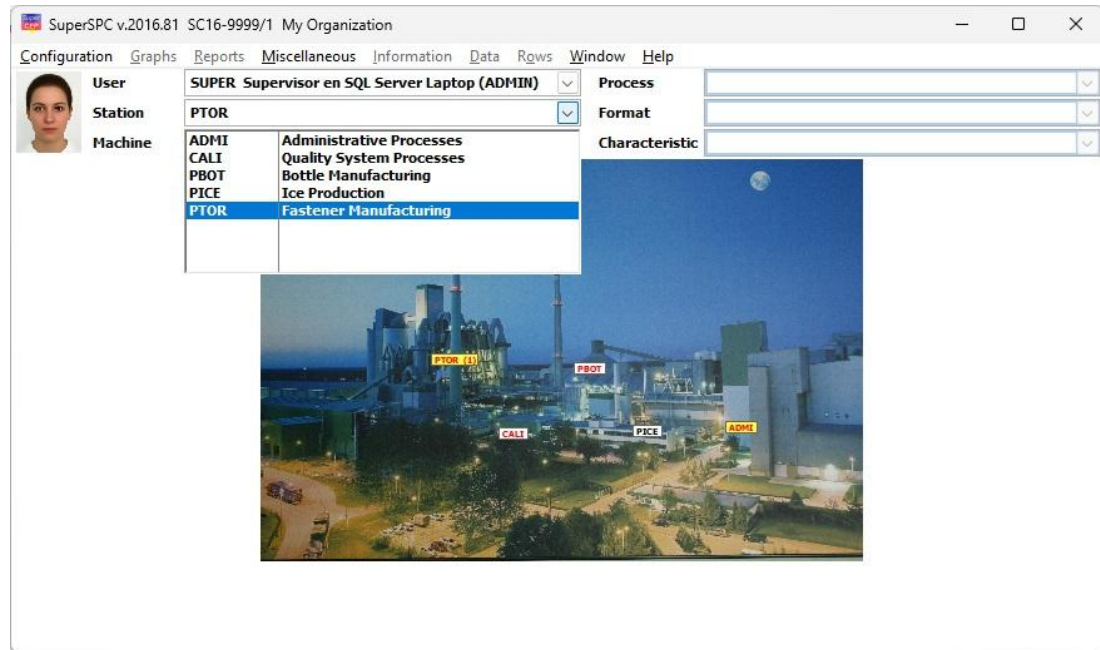 SuperSPC v.2016.81 SC16-9999/1 My Organization
Configuration Graphs Reports Miscellaneous Information Data Rows Window Help
User SUPER Supervisor en SQL Server Laptop (ADMIN) Process
Station PTOR Format
Machine Characteristic
ADMI Administrative Processes
CALI Quality System Processes
PBOT Bottle Manufacturing
PICE Ice Production
PTOR Fastener Manufacturing
PTOR (1)
PBOT
CALI PICE ADMI